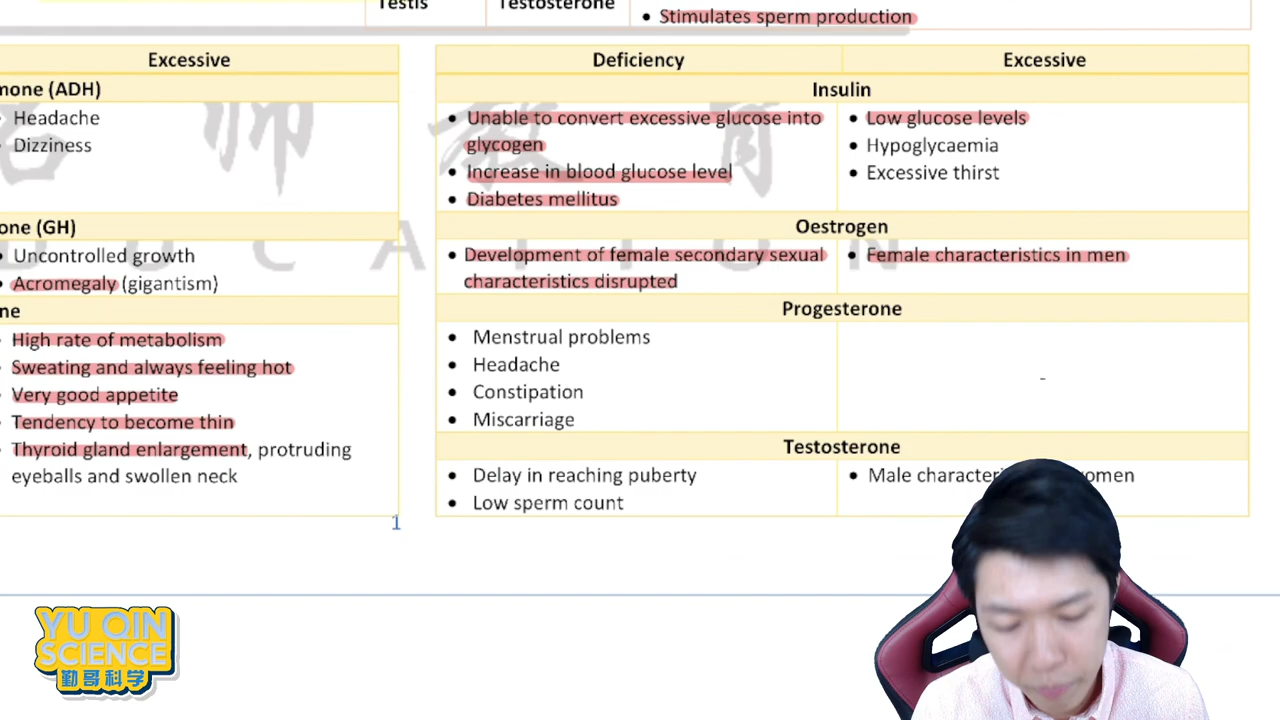 Testis
Testosterone
• Stimulates sperm production
Excessive
mone (ADH)
Headache
Dizziness
one (GH)
Uncontrolled growth
Acromegaly (gigantism)
ne
High rate of metabolism
Sweating and always feeling hot
Very good appetite
Tendency to become thin
Thyroid gland enlargement, protruding
eyeballs and swollen neck
1
Deficiency
Excessive
Insulin
• Unable to convert excessive glucose into
glycogen
• Increase in blood glucose level
• Diabetes mellitus
• Low glucose levels
• Hypoglycaemia
• Excessive thirst
Oestrogen
• Development of female secondary sexual
characteristics disrupted
• Female characteristics in men
Progesterone
• Menstrual problems
• Headache
• Constipation
• Miscarriage
-
Testosterone
• Delay in reaching puberty
• Low sperm count
• Male characteri omen
名师教育
DUCATION
YU QIN
SCIENCE
勤哥科学